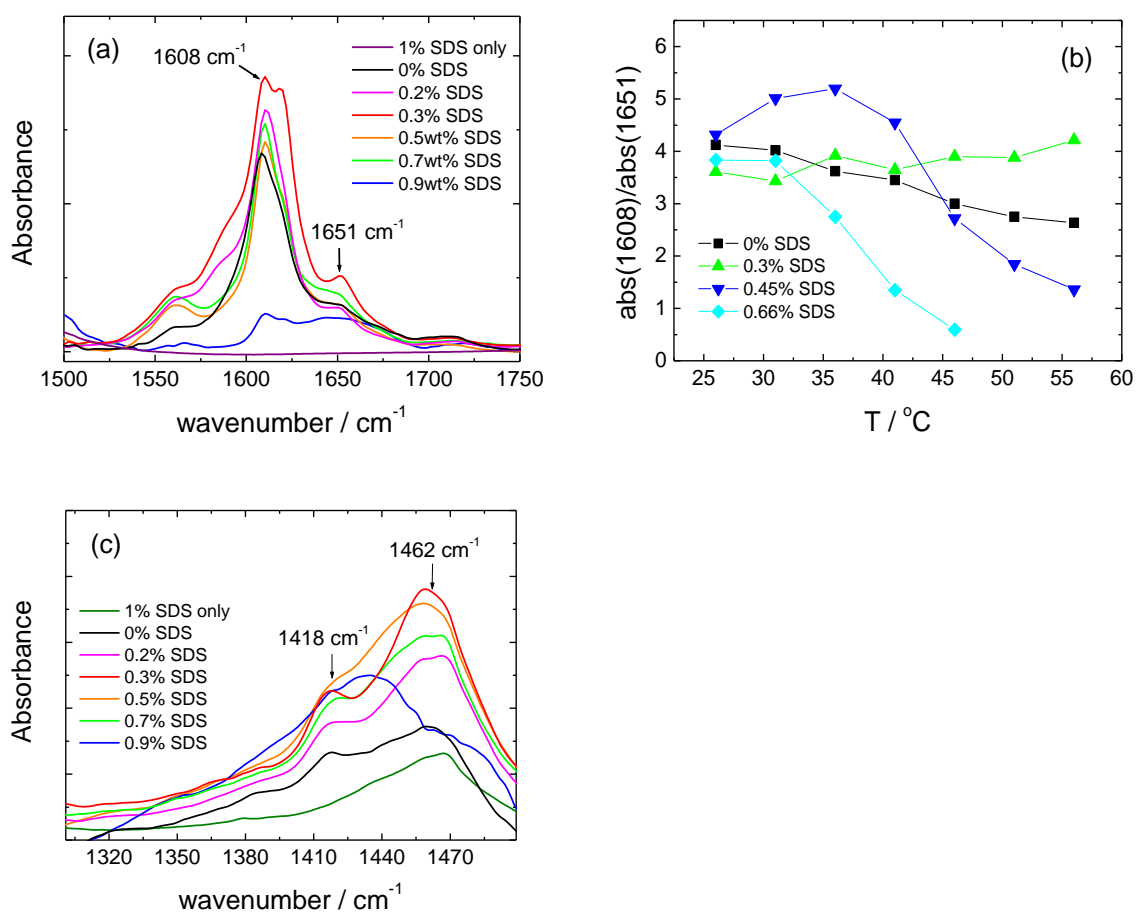 (a)
1608 cm⁻¹
1651 cm⁻¹
1% SDS only
0% SDS
0.2% SDS
0.3% SDS
0.5wt% SDS
0.7wt% SDS
0.9wt% SDS
Absorbance
1500 1550 1600 1650 1700 1750
wavenumber / cm⁻¹
(b)
abs(1608)/abs(1651)
6
5
4
3
2
1
0
0% SDS
0.3% SDS
0.45% SDS
0.66% SDS
25 30 35 40 45 50 55 60
T / °C
(c)
1462 cm⁻¹
1418 cm⁻¹
1% SDS only
0% SDS
0.2% SDS
0.3% SDS
0.5% SDS
0.7% SDS
0.9% SDS
Absorbance
1320 1350 1380 1410 1440 1470
wavenumber / cm⁻¹